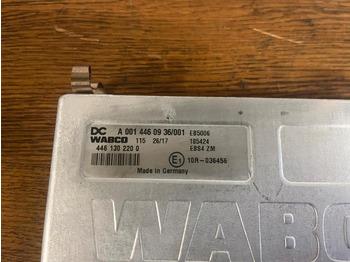 DC A 001 446 09 36/001 EBS006
WABCO 115 26/17 185424
446 130 220 0 EBS4 ZM
E1 10R-036456
Made in Germany
WABCO